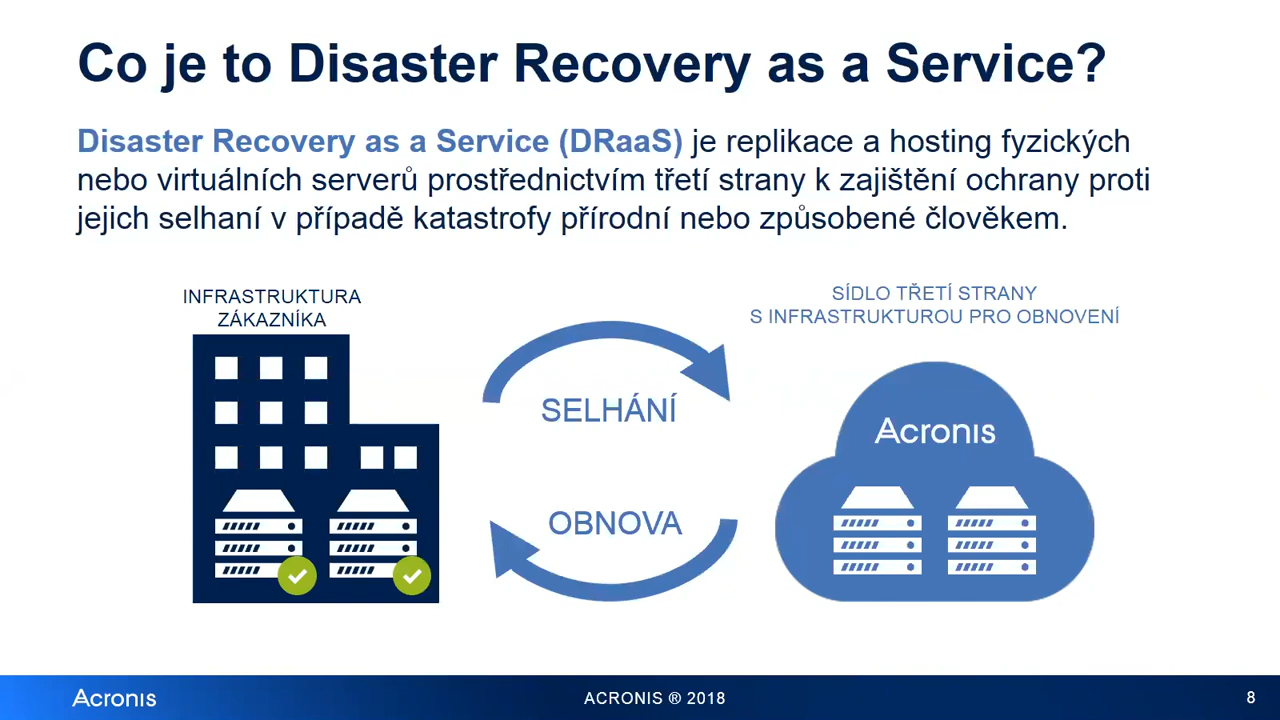 Co je to Disaster Recovery as a Service?
Disaster Recovery as a Service (DRaaS) je replikace a hosting fyzických
nebo virtuálních serverů prostřednictvím třetí strany k zajištění ochrany proti
jejich selhaní v případě katastrofy přírodní nebo způsobené člověkem.
INFRASTRUKTURA
ZÁKAZNÍKA
SÍDLO TŘETÍ STRANY
S INFRASTRUKTUROU PRO OBNOVENÍ
SELHÁNÍ
Acronis
OBNOVA
Acronis
ACRONIS ® 2018
8